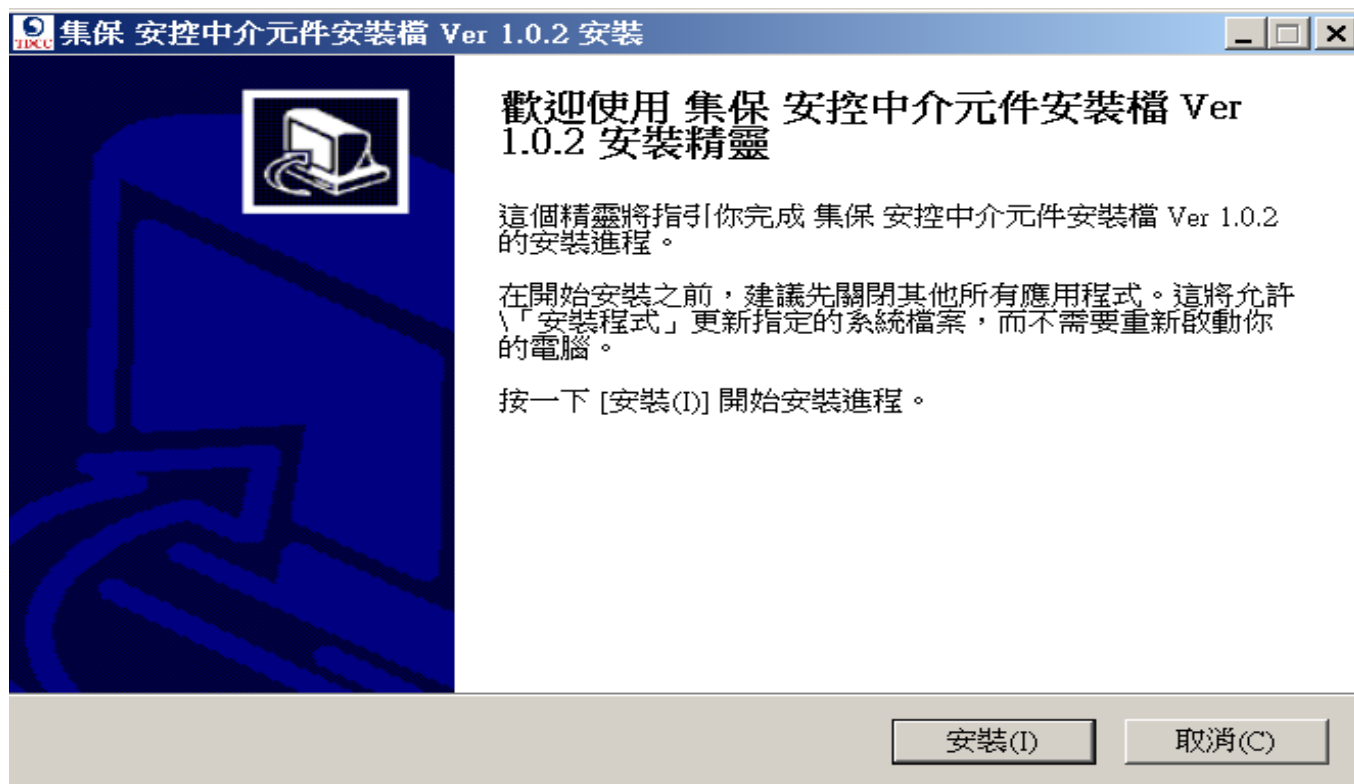 TDCC 集保 安控中介元件安裝檔 Ver 1.0.2 安裝
歡迎使用 集保 安控中介元件安裝檔 Ver
1.0.2 安裝精靈
這個精靈將指引你完成 集保 安控中介元件安裝檔 Ver 1.0.2
的安裝進程。
在開始安裝之前，建議先關閉其他所有應用程式。這將允許
\「安裝程式」更新指定的系統檔案，而不需要重新啟動你
的電腦。
按一下 [安裝(I)] 開始安裝進程。
安裝(I) 取消(C)